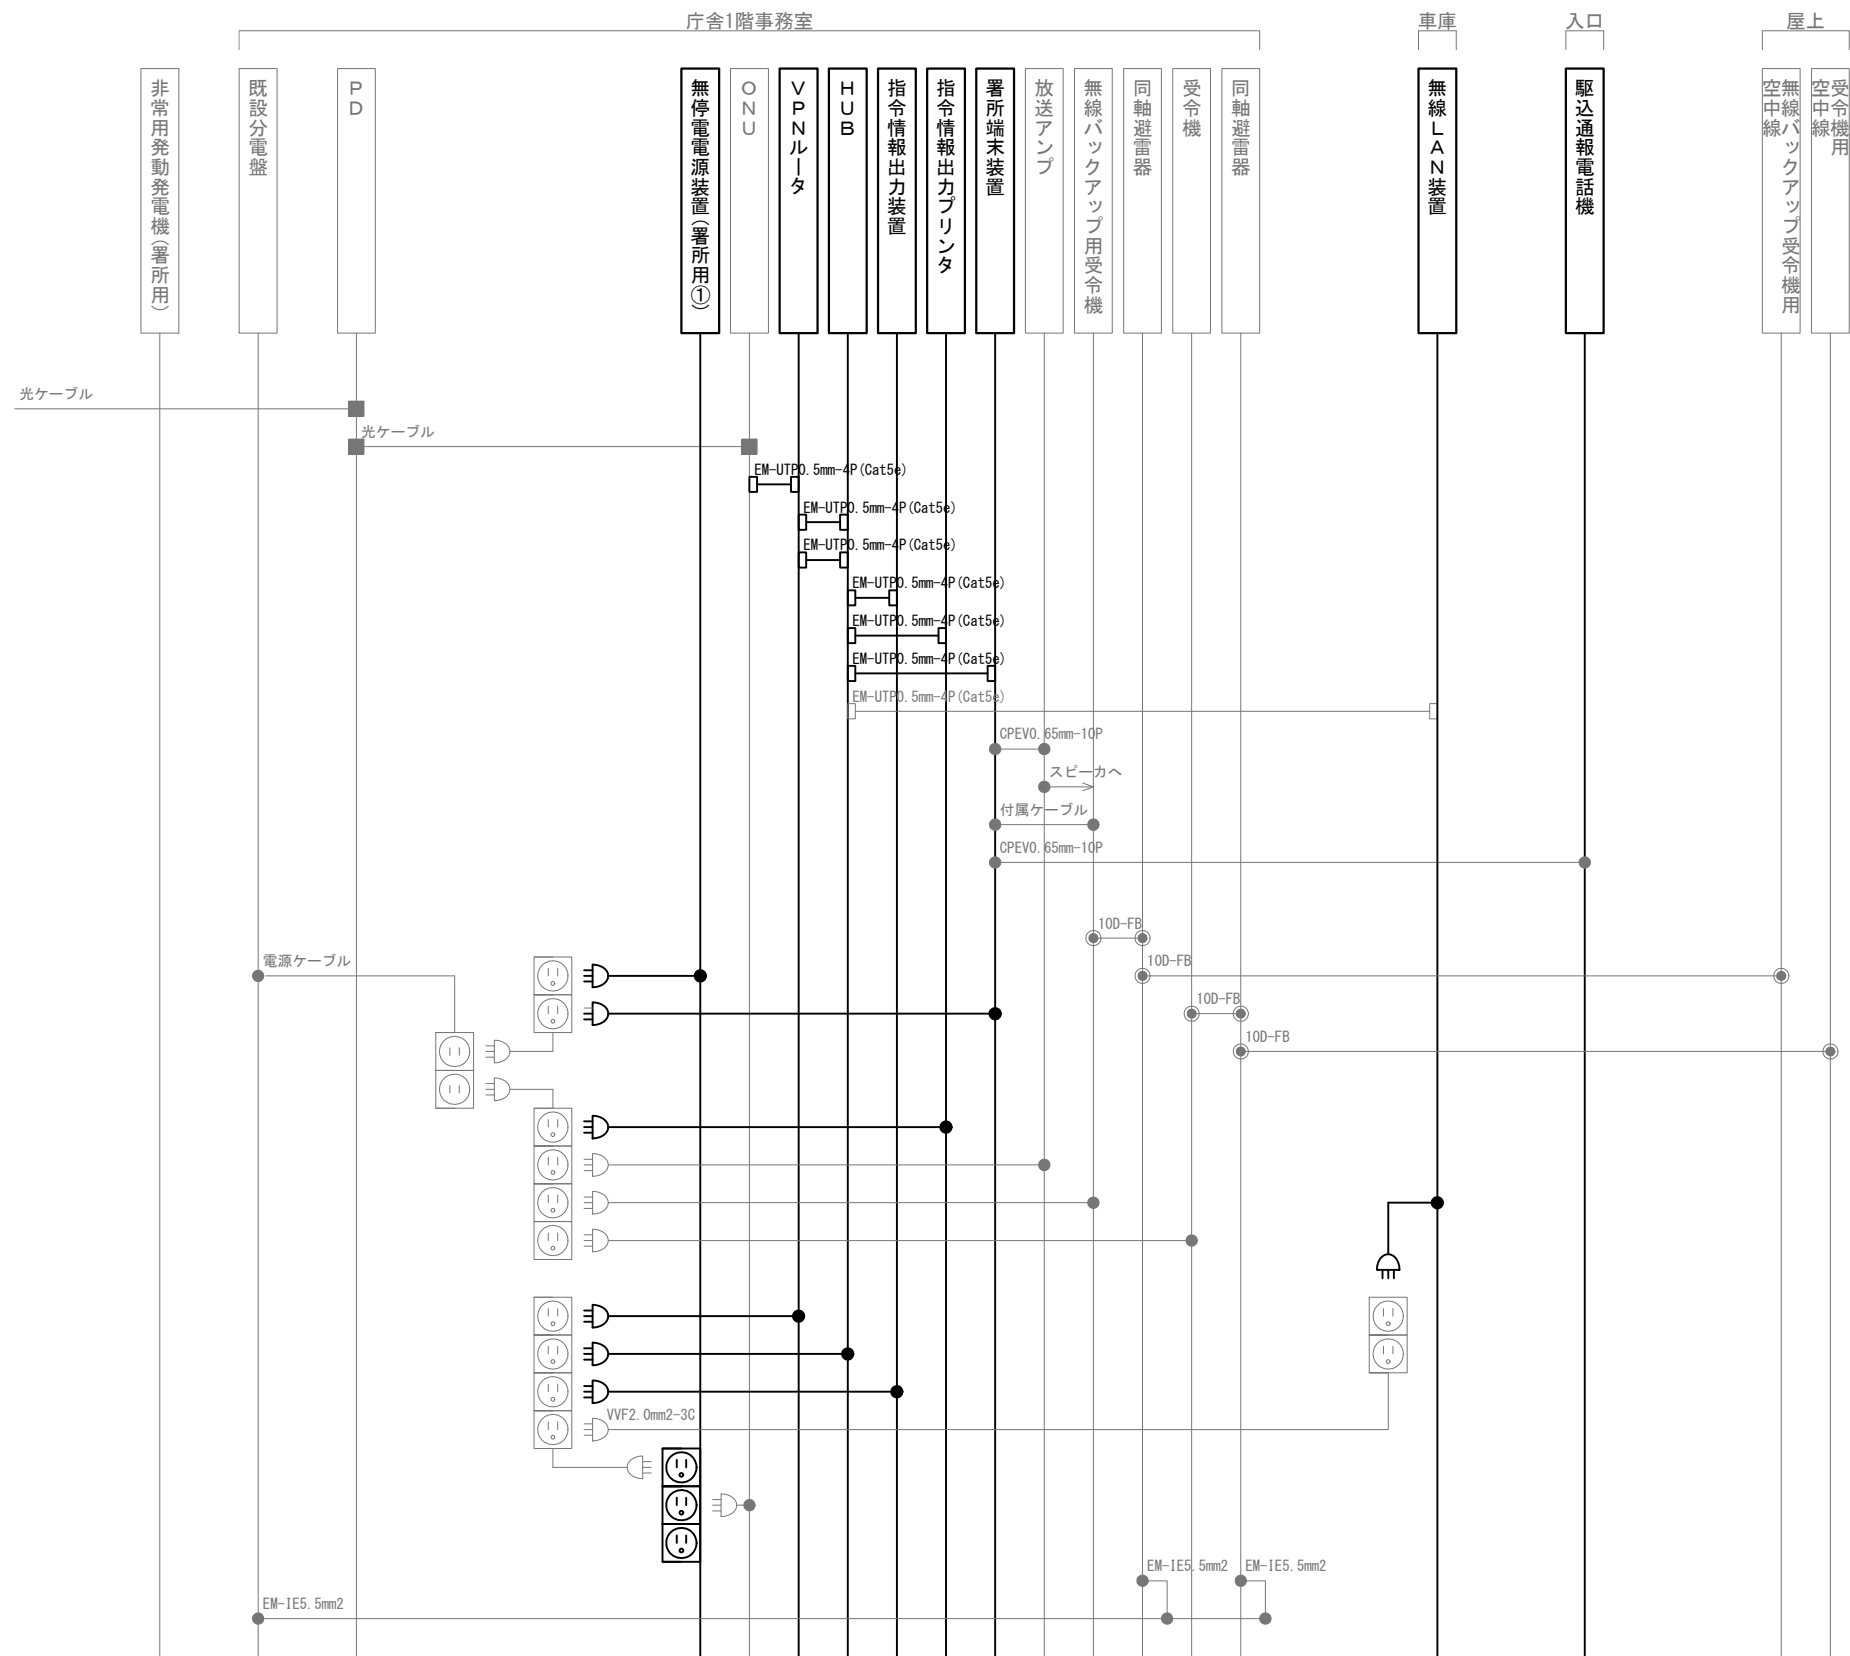 庁舎1階事務室
車庫
入口
屋上
非常用発動発電機（署所用）
既設分電盤
PD
無停電電源装置（署所用①）
ONU
VPNルータ
HUB
指令情報出力装置
指令情報出力プリンタ
署所端末装置
放送アンプ
無線バックアップ用受令機
同軸避雷器
受令機
同軸避雷器
無線LAN装置
駆込通報電話機
無線バックアップ受令機用
空中線
受令機用
空中線
光ケーブル
光ケーブル
EM-UTP0.5mm-4P(Cat5e)
EM-UTP0.5mm-4P(Cat5e)
EM-UTP0.5mm-4P(Cat5e)
EM-UTP0.5mm-4P(Cat5e)
EM-UTP0.5mm-4P(Cat5e)
EM-UTP0.5mm-4P(Cat5e)
EM-UTP0.5mm-4P(Cat5e)
CPEV0.65mm-10P
スピーカへ
付属ケーブル
CPEV0.65mm-10P
10D-FB
電源ケーブル
10D-FB
10D-FB
10D-FB
VVF2.0mm2-3C
EM-IE5.5mm2
EM-IE5.5mm2
EM-IE5.5mm2